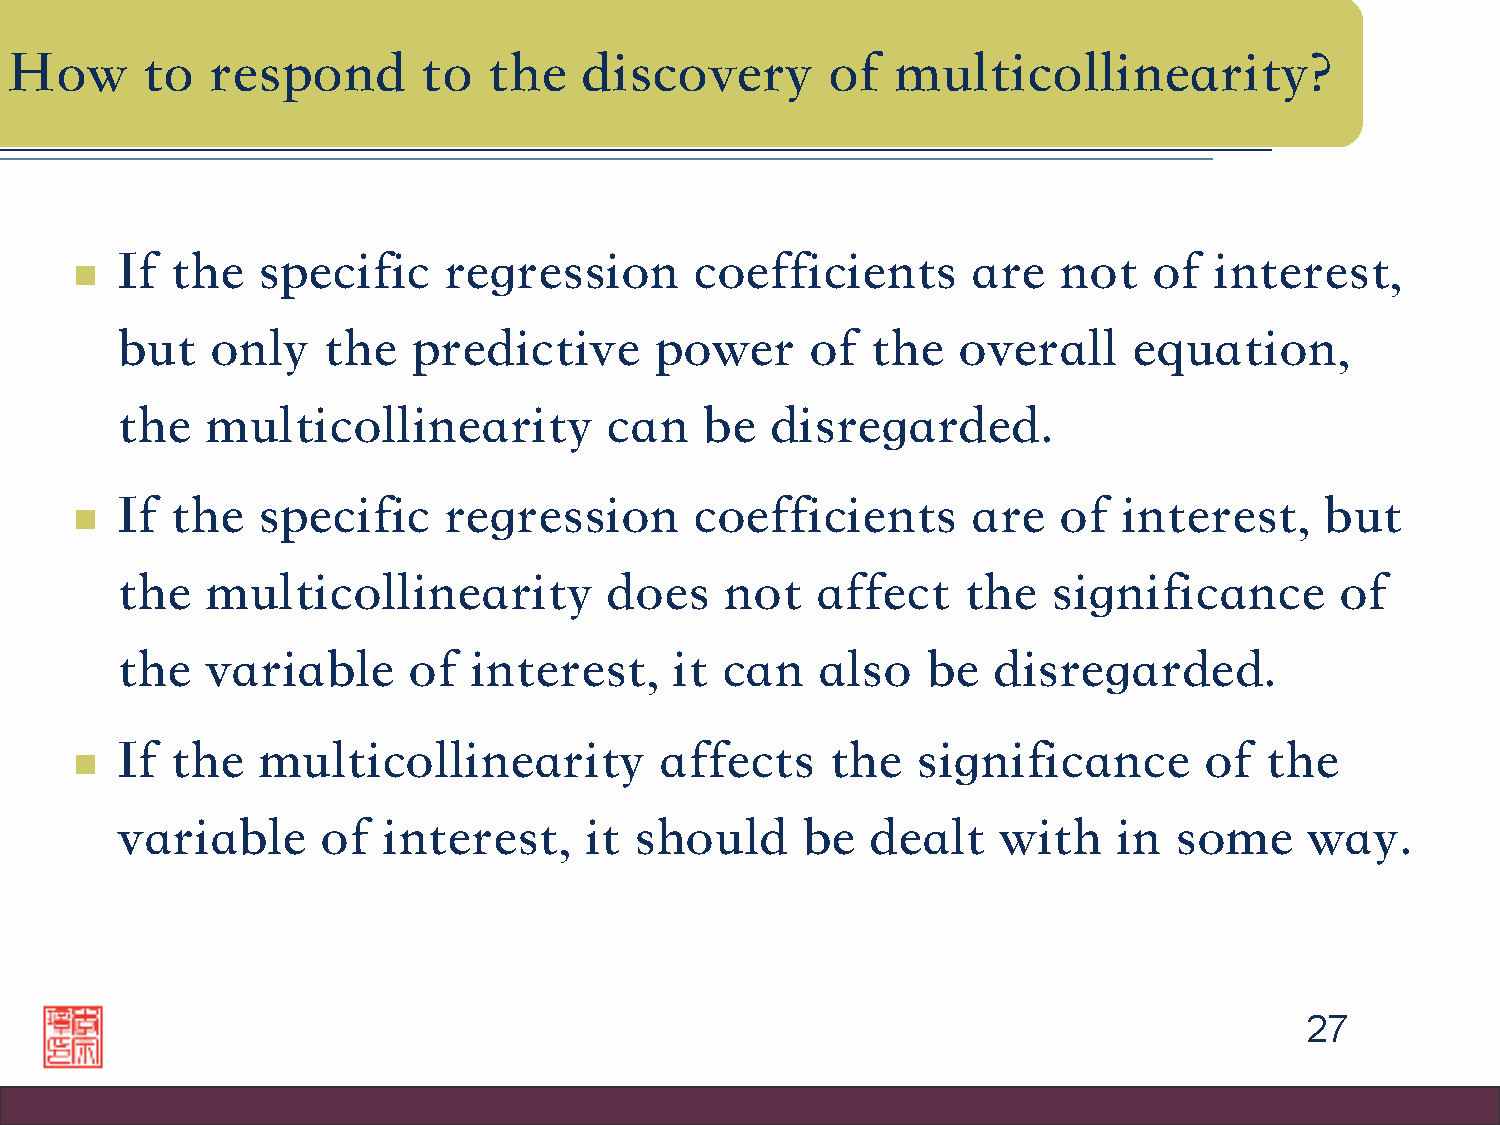 How to respond to the discovery of multicollinearity?
■ If the specific regression coefficients are not of interest,
but only the predictive power of the overall equation,
the multicollinearity can be disregarded.
■ If the specific regression coefficients are of interest, but
the multicollinearity does not affect the significance of
the variable of interest, it can also be disregarded.
■ If the multicollinearity affects the significance of the
variable of interest, it should be dealt with in some way.
27